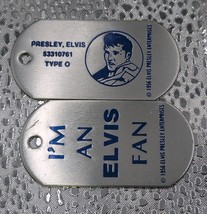 PRESLEY, ELVIS
53310761
TYPE O
© 1996 ELVIS PRESLEY ENTERPRISES
I'M
AN
ELVIS
FAN
© 1996 ELVIS PRESLEY ENTERPRISES